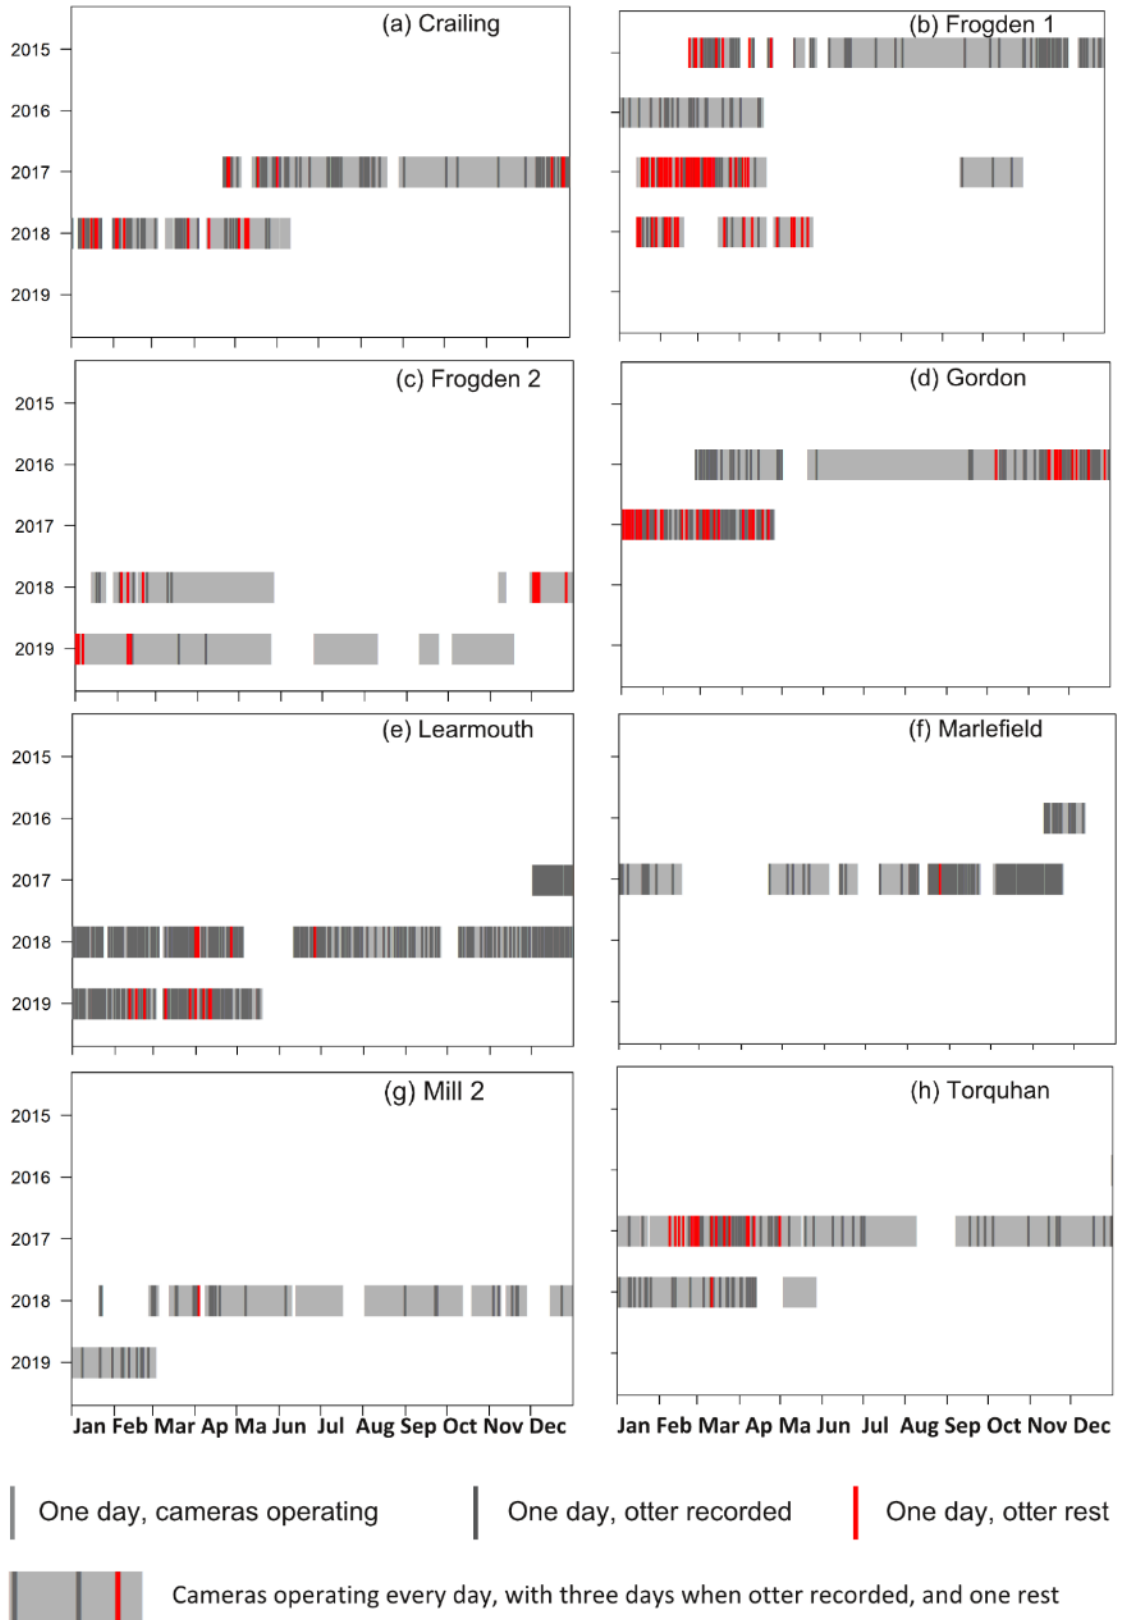 (a) Crailing
(b) Frogden 1
2015
2016
2017
2018
2019
(c) Frogden 2
(d) Gordon
2015
2016
2017
2018
2019
(e) Learmouth
(f) Marlefield
2015
2016
2017
2018
2019
(g) Mill 2
(h) Torquhan
2015
2016
2017
2018
2019
Jan Feb Mar Ap Ma Jun Jul Aug Sep Oct Nov Dec
Jan Feb Mar Ap Ma Jun Jul Aug Sep Oct Nov Dec
One day, cameras operating
One day, otter recorded
One day, otter rest
Cameras operating every day, with three days when otter recorded, and one rest